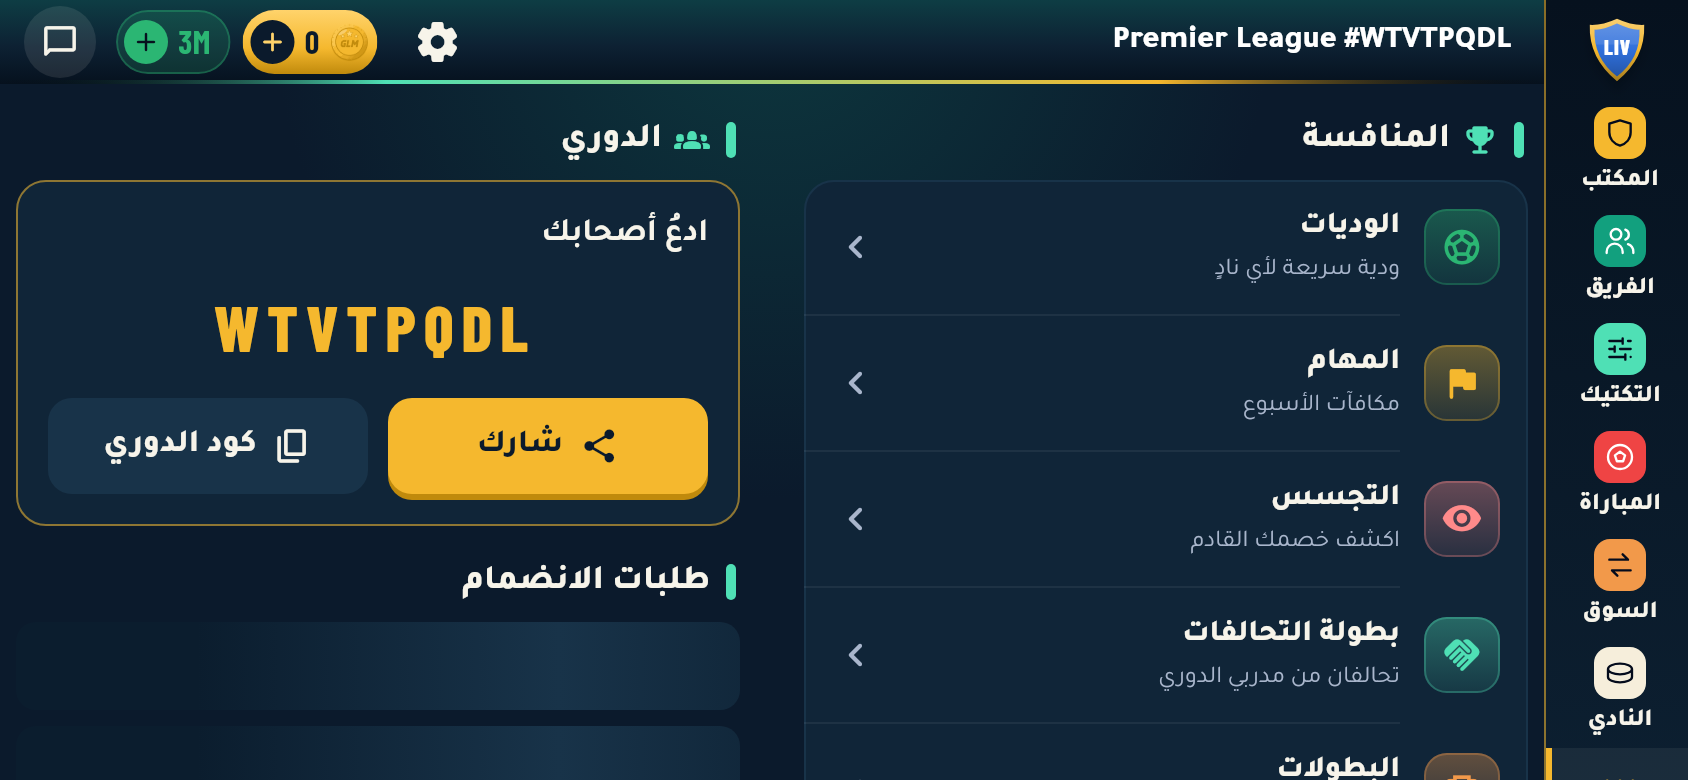 LIV
Premier League #WTVTPQDL
0
GLM
3M
المكتب
الفريق
التكتيك
المباراة
السوق
النادي
المنافسة
الوديات
ودية سريعة لأي نادٍ
المهام
مكافآت الأسبوع
التجسس
اكشف خصمك القادم
بطولة التحالفات
تحالفان من مدربي الدوري
البطولات
الدوري
ادعُ أصحابك
WTVTPQDL
شارك
كود الدوري
طلبات الانضمام